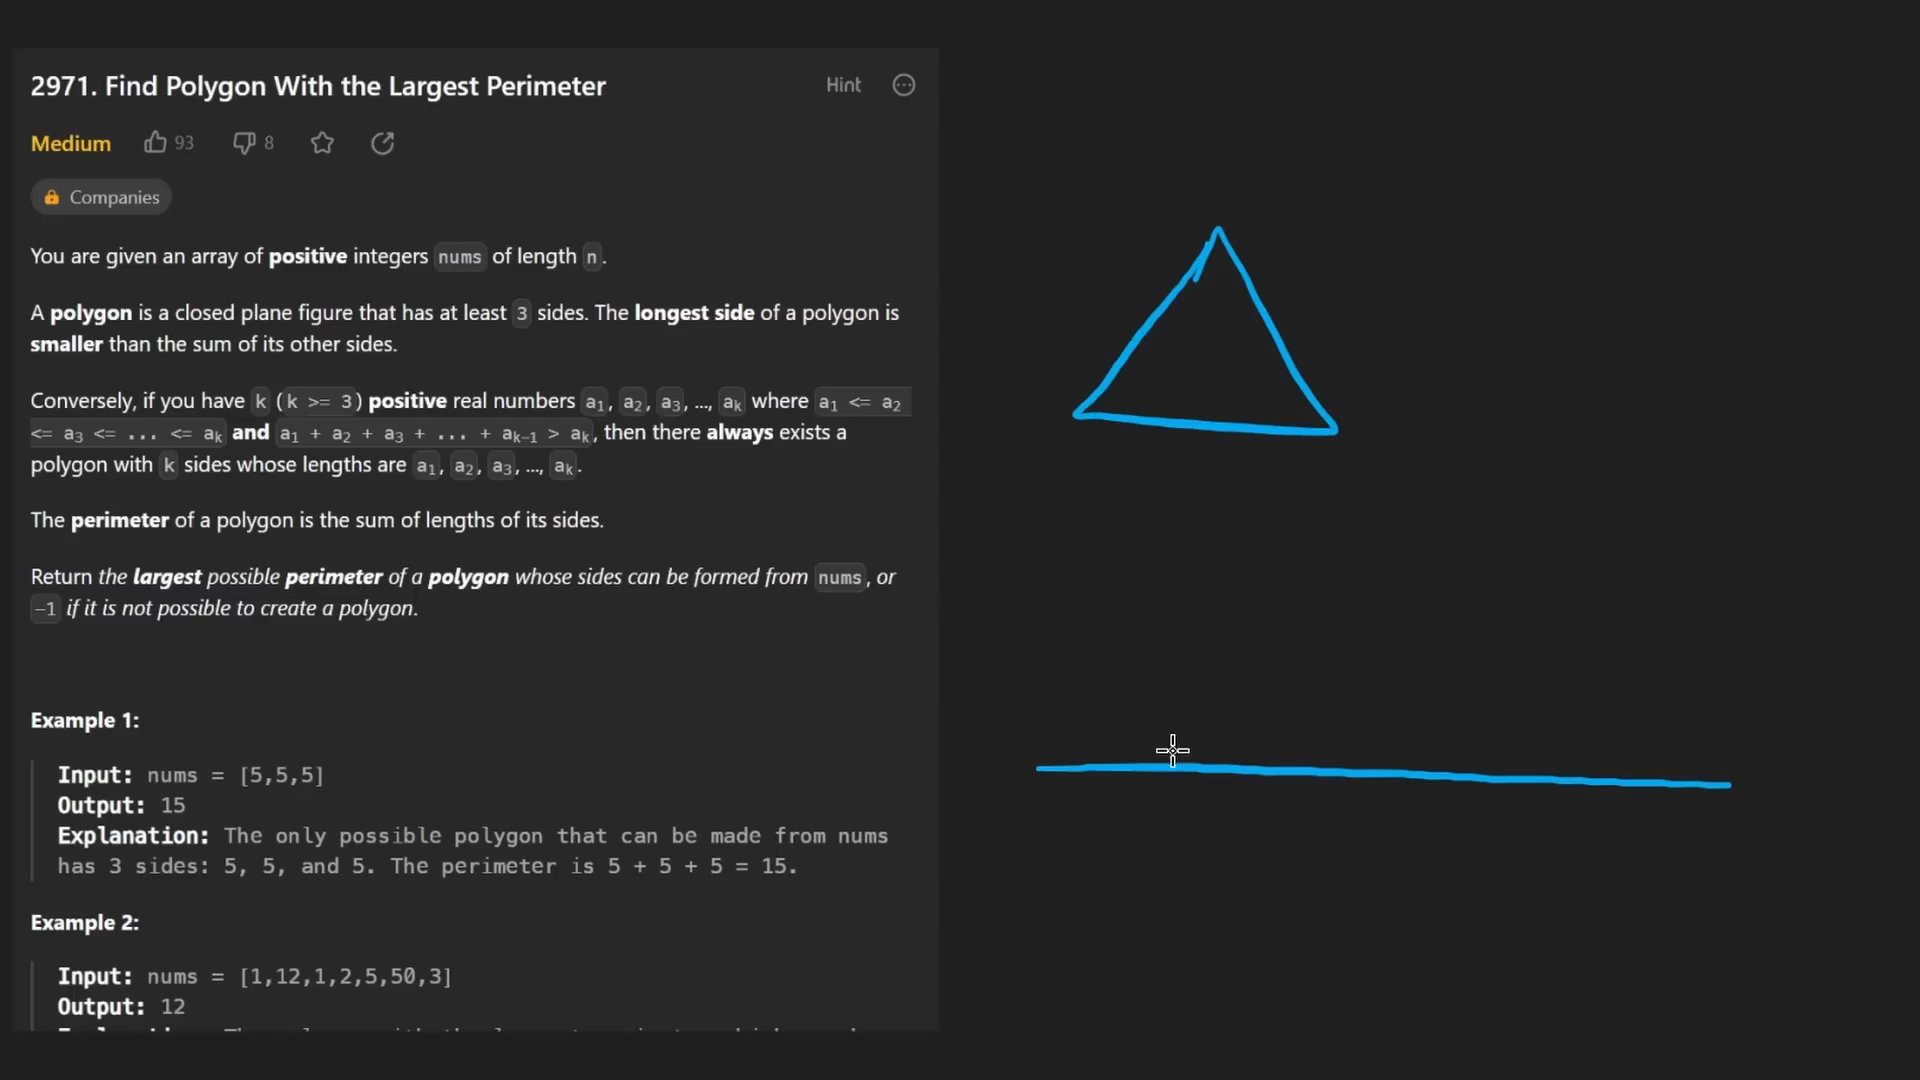 2971. Find Polygon With the Largest Perimeter
Hint
Medium 93 8
Companies
You are given an array of positive integers nums of length n.
A polygon is a closed plane figure that has at least 3 sides. The longest side of a polygon is
smaller than the sum of its other sides.
Conversely, if you have k (k >= 3) positive real numbers a₁, a₂, a₃, ..., aₖ where a₁ <= a₂
<= a₃ <= ... <= aₖ and a₁ + a₂ + a₃ + ... + aₖ₋₁ > aₖ, then there always exists a
polygon with k sides whose lengths are a₁, a₂, a₃, ..., aₖ.
The perimeter of a polygon is the sum of lengths of its sides.
Return the largest possible perimeter of a polygon whose sides can be formed from nums, or
-1 if it is not possible to create a polygon.
Example 1:
Input: nums = [5,5,5]
Output: 15
Explanation: The only possible polygon that can be made from nums
has 3 sides: 5, 5, and 5. The perimeter is 5 + 5 + 5 = 15.
Example 2:
Input: nums = [1,12,1,2,5,50,3]
Output: 12